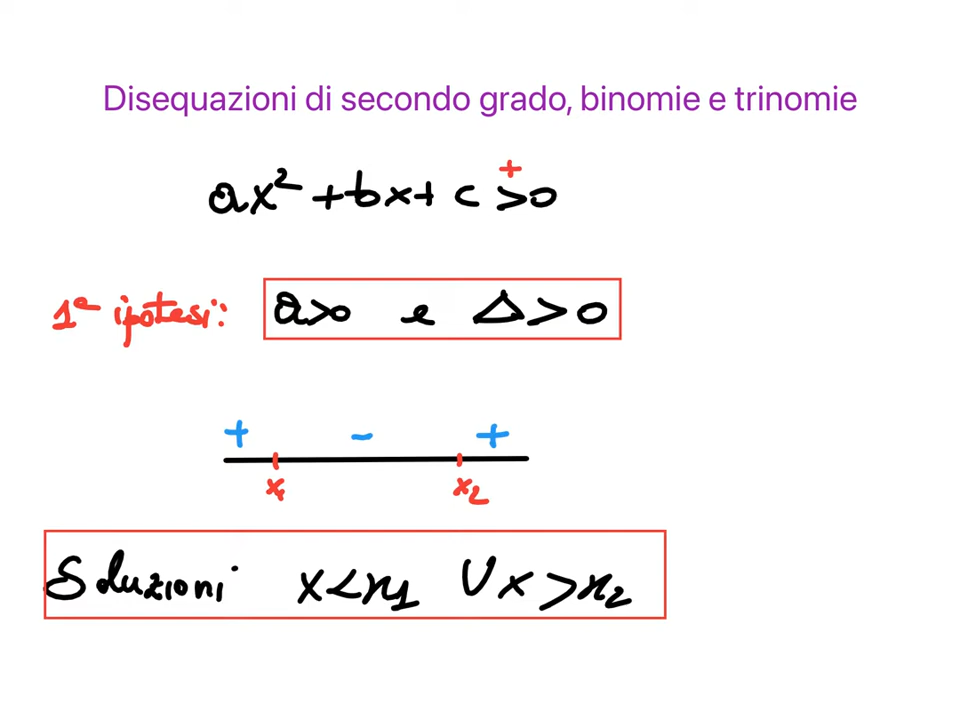 Disequazioni di secondo grado, binomie e trinomie
+
ax² + bx + c > 0
1ª ipotesi: a>0 e Δ>0
+ - +
x₁ x₂
Soluzioni x<x₁ ∪ x>x₂